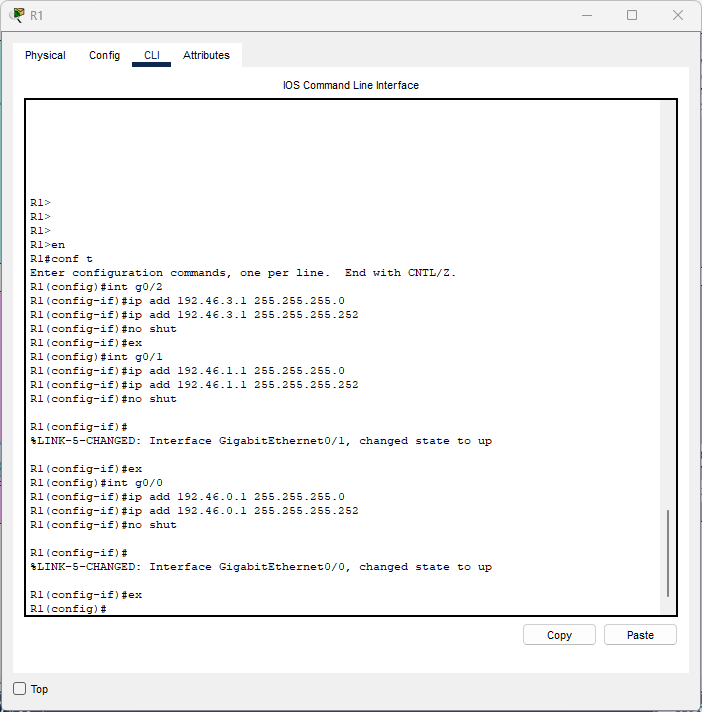 R1
Physical Config CLI Attributes
IOS Command Line Interface
R1>
R1>
R1>
R1>en
R1#conf t
Enter configuration commands, one per line.  End with CNTL/Z.
R1(config)#int g0/2
R1(config-if)#ip add 192.46.3.1 255.255.255.0
R1(config-if)#ip add 192.46.3.1 255.255.255.252
R1(config-if)#no shut
R1(config-if)#ex
R1(config)#int g0/1
R1(config-if)#ip add 192.46.1.1 255.255.255.0
R1(config-if)#ip add 192.46.1.1 255.255.255.252
R1(config-if)#no shut
R1(config-if)#
%LINK-5-CHANGED: Interface GigabitEthernet0/1, changed state to up
R1(config-if)#ex
R1(config)#int g0/0
R1(config-if)#ip add 192.46.0.1 255.255.255.0
R1(config-if)#ip add 192.46.0.1 255.255.255.252
R1(config-if)#no shut
R1(config-if)#
%LINK-5-CHANGED: Interface GigabitEthernet0/0, changed state to up
R1(config-if)#ex
R1(config)#
Copy Paste
Top